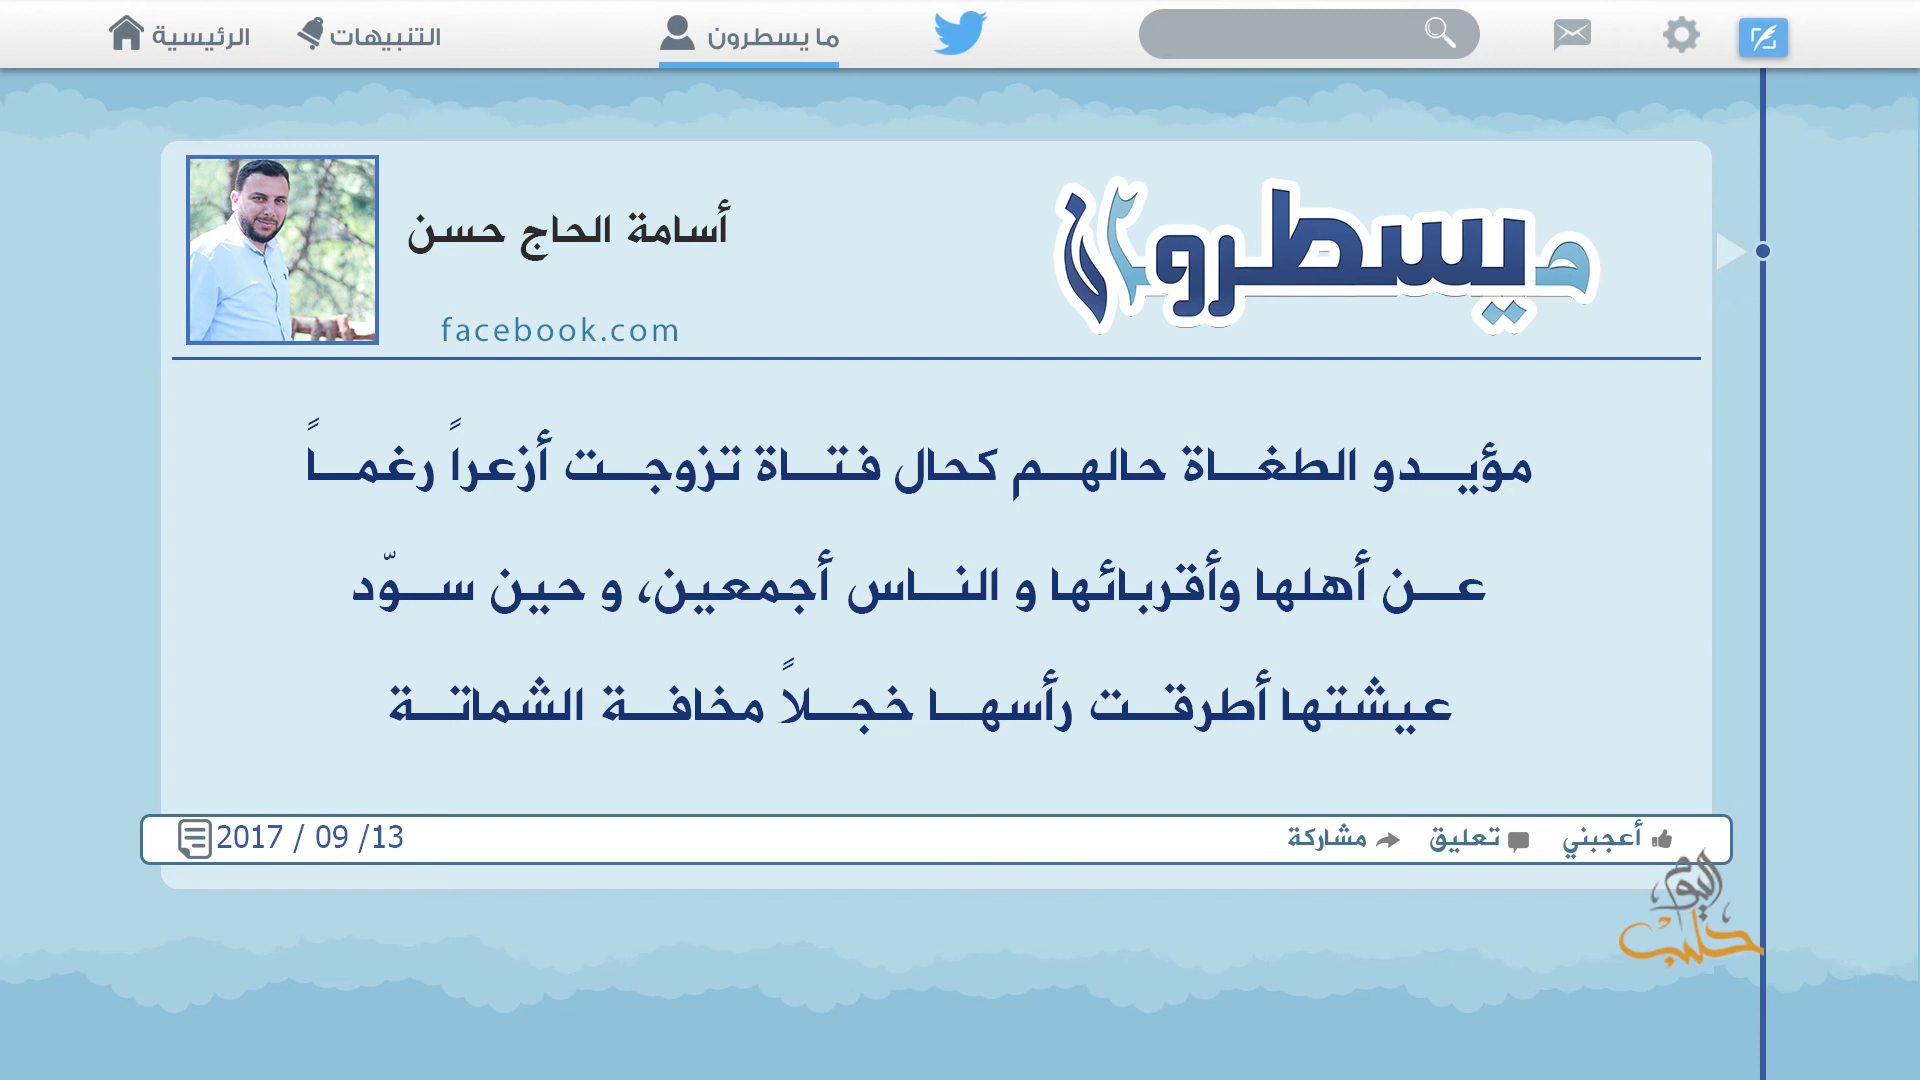 الرئيسية
التنبيهات
ما يسطرون
أسامة الحاج حسن
ما يسطرون
facebook.com
مؤيــدو الطغــاة حالهــم كحال فتــاة تزوجــت أزعراً رغمــاً
عــن أهلها وأقربائها و النــاس أجمعين، و حين ســوّد
عيشتها أطرقــت رأسهــا خجــلاً مخافــة الشماتــة
2017 / 09 /13
أعجبني
تعليق
مشاركة
حلب اليوم